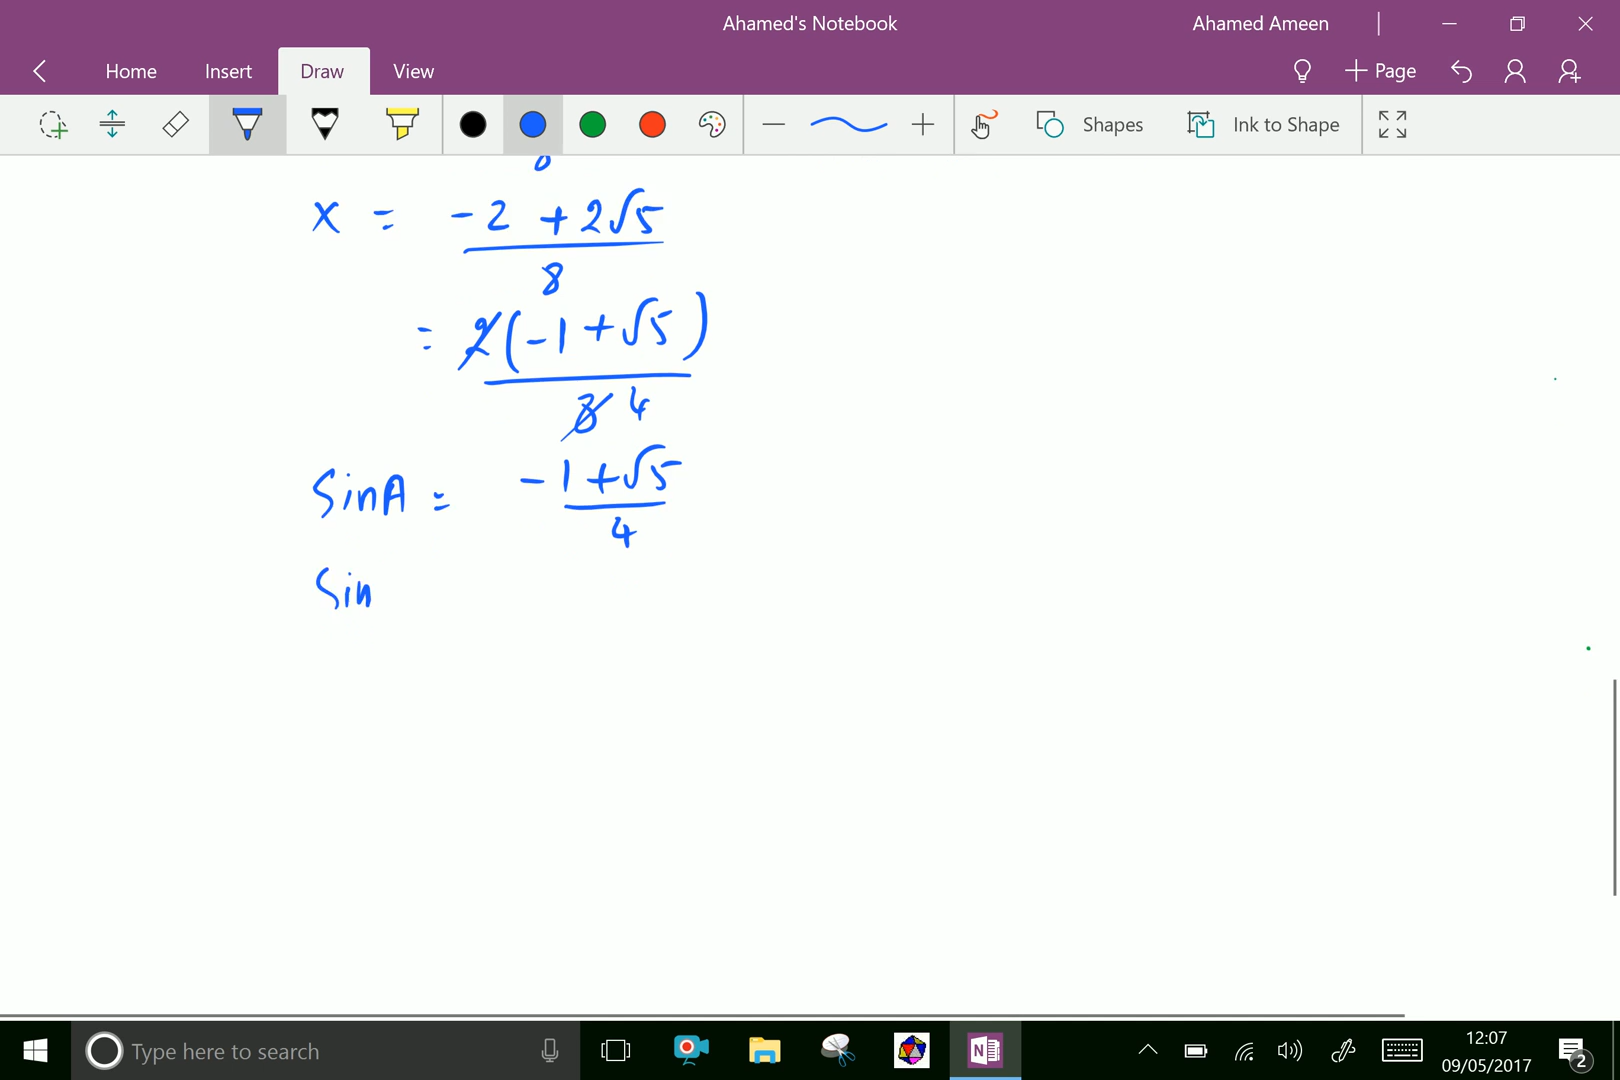 Ahamed's Notebook
Ahamed Ameen
Home
Insert
Draw
View
Page
Shapes
Ink to Shape
x = -2 + 2√5
8
= 2(-1+√5)
8 4
SinA = -1+√5
4
Sin
Type here to search
12:07
09/05/2017
2